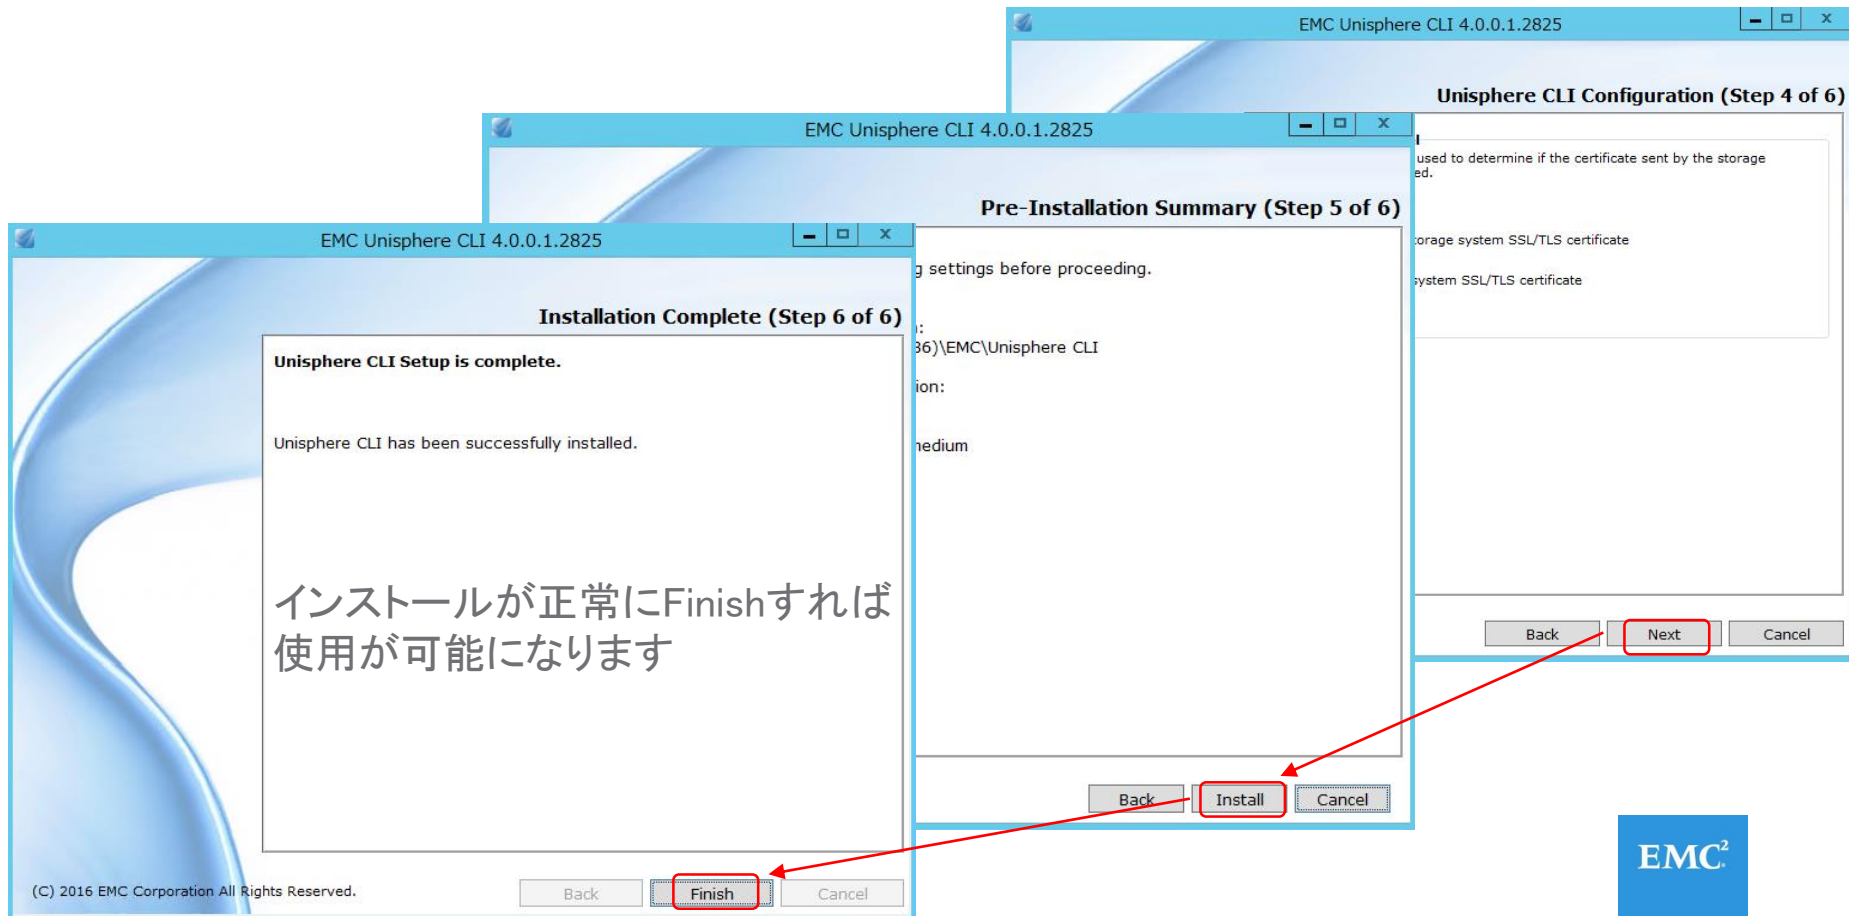 EMC Unisphere CLI 4.0.0.1.2825
Unisphere CLI Configuration (Step 4 of 6)
used to determine if the certificate sent by the storage
ed.
orage system SSL/TLS certificate
system SSL/TLS certificate
Back
Next
Cancel
EMC Unisphere CLI 4.0.0.1.2825
Pre-Installation Summary (Step 5 of 6)
settings before proceeding.
86)\EMC\Unisphere CLI
ion:
medium
Back
Install
Cancel
EMC Unisphere CLI 4.0.0.1.2825
Installation Complete (Step 6 of 6)
Unisphere CLI Setup is complete.
Unisphere CLI has been successfully installed.
インストールが正常にFinishすれば
使用が可能になります
(C) 2016 EMC Corporation All Rights Reserved.
Back
Finish
Cancel
EMC²